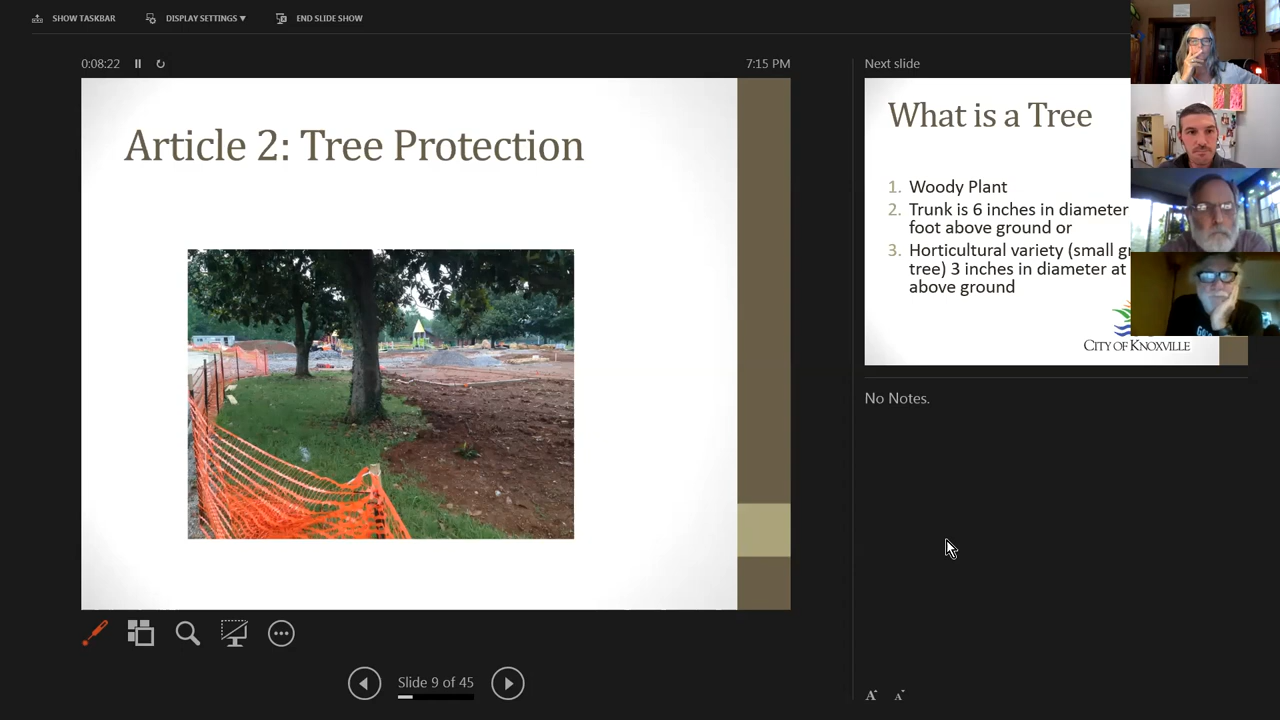 SHOW TASKBAR
DISPLAY SETTINGS ▾
END SLIDE SHOW
0:08:22
7:15 PM
Article 2: Tree Protection
Next slide
What is a Tree
1. Woody Plant
2. Trunk is 6 inches in diameter
foot above ground or
3. Horticultural variety (small
tree) 3 inches in diameter at
above ground
CITY OF KNOXVILLE
No Notes.
Slide 9 of 45
A
A